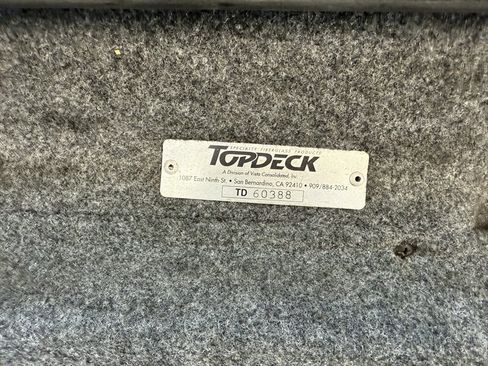 SPECIALTY FIBERGLASS PRODUCTS
TOPDECK
A Division of Vista Consolidated, Inc.
1087 East Ninth St. • San Bernardino, CA 92410 • 909/884-2034
TD 60388